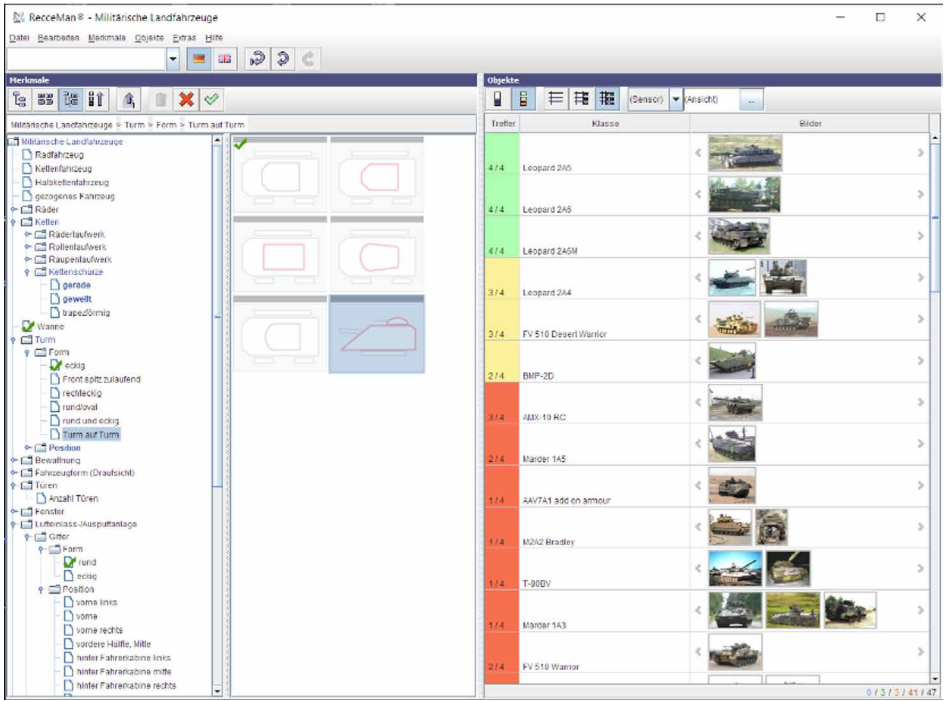 RecceMan® - Militärische Landfahrzeuge
Datei Bearbeiten Merkmale Objekte Extras Hilfe
Merkmale
Militärische Landfahrzeuge > Turm > Form > Turm auf Turm
Militärische Landfahrzeuge
Radfahrzeug
Kettenfahrzeug
Halbkettenfahrzeug
gezogenes Fahrzeug
Räder
Ketten
Räderlaufwerk
Rollenlaufwerk
Raupenlaufwerk
Kettenschürze
gerade
gewellt
trapezförmig
Wanne
Turm
Form
eckig
Front spitz zulaufend
rechteckig
rund/oval
rund und eckig
Turm auf Turm
Position
Bewaffnung
Fahrzeugform (Draufsicht)
Türen
Anzahl Türen
Fenster
Lufteinlass-/Auspuffanlage
Gitter
Form
rund
eckig
Position
vorne links
vorne
vorne rechts
vordere Hälfte, Mitte
hinter Fahrerkabine links
hinter Fahrerkabine mitte
hinter Fahrerkabine rechts
Objekte
(Sensor) (Ansicht) ...
Treffer Klasse Bilder
4 / 4 Leopard 2A5
4 / 4 Leopard 2A6
4 / 4 Leopard 2A6M
3 / 4 Leopard 2A4
3 / 4 FV 510 Desert Warrior
2 / 4 BMP-2D
3 / 4 AMX-10 RC
2 / 4 Marder 1A5
1 / 4 AAV7A1 add on armour
1 / 4 M2A2 Bradley
1 / 4 T-80BV
1 / 4 Marder 1A3
2 / 4 FV 510 Warrior
0 / 3 / 3 / 41 / 47